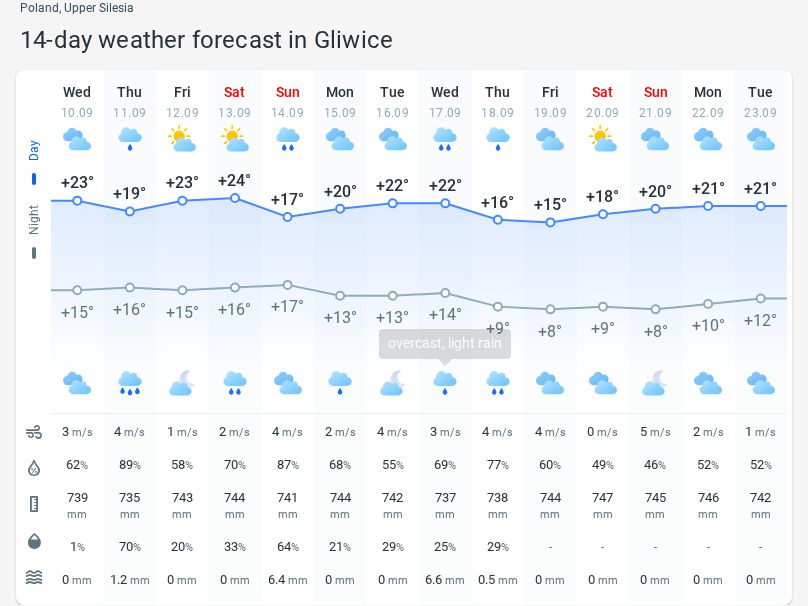 Poland, Upper Silesia
14-day weather forecast in Gliwice
Wed Thu Fri Sat Sun Mon Tue Wed Thu Fri Sat Sun Mon Tue
10.09 11.09 12.09 13.09 14.09 15.09 16.09 17.09 18.09 19.09 20.09 21.09 22.09 23.09
Day
+23° +19° +23° +24° +17° +20° +22° +22° +16° +15° +18° +20° +21° +21°
Night
+15° +16° +15° +16° +17° +13° +13° +14° +9° +8° +9° +8° +10° +12°
overcast, light rain
3 m/s 4 m/s 1 m/s 2 m/s 4 m/s 2 m/s 4 m/s 3 m/s 4 m/s 4 m/s 0 m/s 5 m/s 2 m/s 1 m/s
62% 89% 58% 70% 87% 68% 55% 69% 77% 60% 49% 46% 52% 52%
739 735 743 744 741 744 742 737 738 744 747 745 746 742
mm mm mm mm mm mm mm mm mm mm mm mm mm mm
1% 70% 20% 33% 64% 21% 29% 25% 29% - - - - -
0 mm 1.2 mm 0 mm 0 mm 6.4 mm 0 mm 0 mm 6.6 mm 0.5 mm 0 mm 0 mm 0 mm 0 mm 0 mm